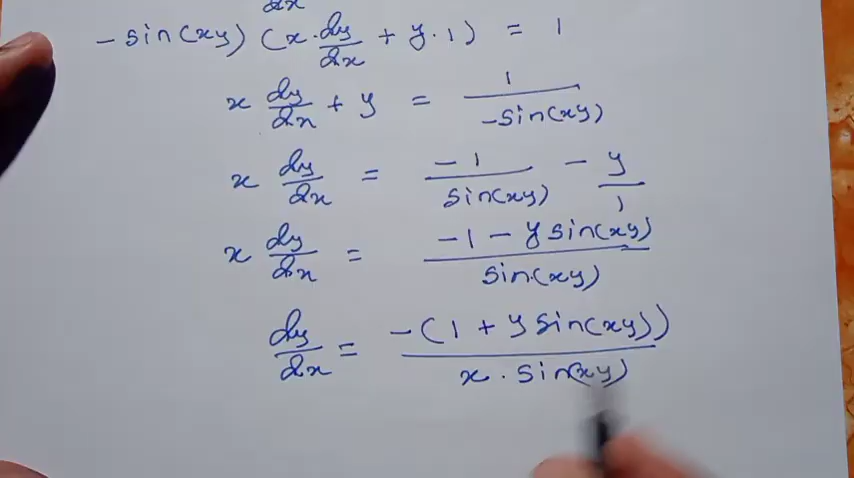 dx
-sin(xy) (x·dy/dx + y·1) = 1
x dy/dx + y = 1/-sin(xy)
x dy/dx = -1/sin(xy) - y/1
x dy/dx = -1 - y sin(xy)/sin(xy)
dy/dx = -(1 + y sin(xy))/x · sin(xy)